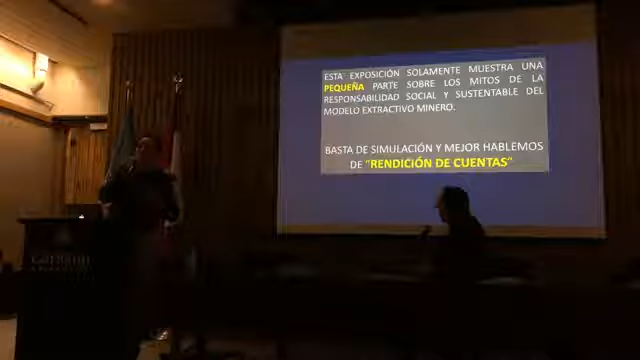 ESTA EXPOSICIÓN SOLAMENTE MUESTRA UNA
PEQUEÑA PARTE SOBRE LOS MITOS DE LA
RESPONSABILIDAD SOCIAL Y SUSTENTABLE DEL
MODELO EXTRACTIVO MINERO.
BASTA DE SIMULACIÓN Y MEJOR HABLEMOS
DE “RENDICIÓN DE CUENTAS“